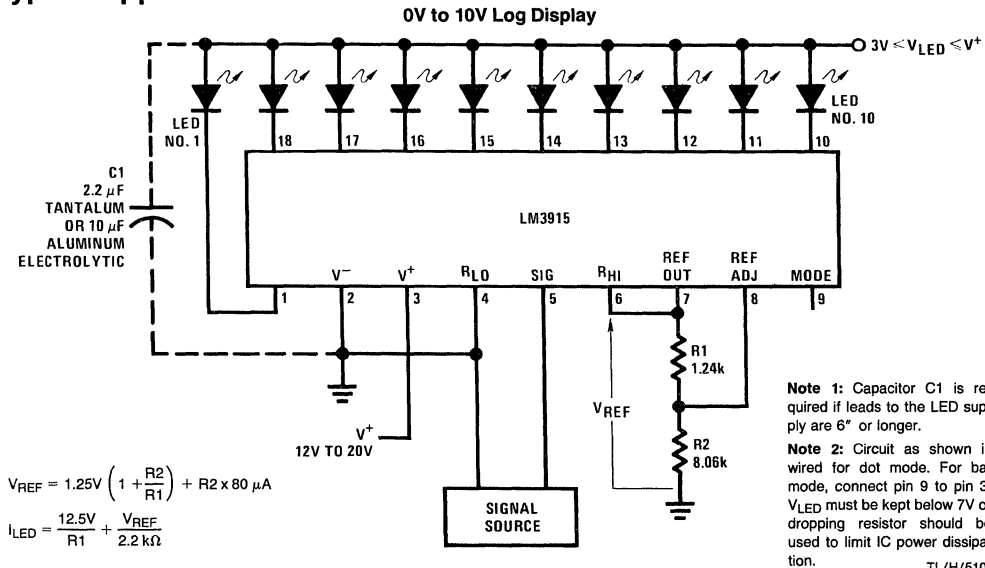 0V to 10V Log Display
3V < VLED ≤ V+
LED
NO. 1
LED
NO. 10
18
17
16
15
14
13
12
11
10
C1
2.2 µF
TANTALUM
OR 10 µF
ALUMINUM
ELECTROLYTIC
LM3915
V−
V+
RLO
SIG
RHI
REF
OUT
REF
ADJ
MODE
1
2
3
4
5
6
7
8
9
R1
1.24k
VREF
R2
8.06k
V+
12V TO 20V
SIGNAL
SOURCE
VREF = 1.25V (1 + R2/R1) + R2 x 80 µA
ILED = 12.5V/R1 + VREF/2.2 kΩ
Note 1: Capacitor C1 is re
quired if leads to the LED sup
ply are 6" or longer.
Note 2: Circuit as shown i
wired for dot mode. For ba
mode, connect pin 9 to pin 3
VLED must be kept below 7V o
dropping resistor should b
used to limit IC power dissipa
tion.
TL/H/510